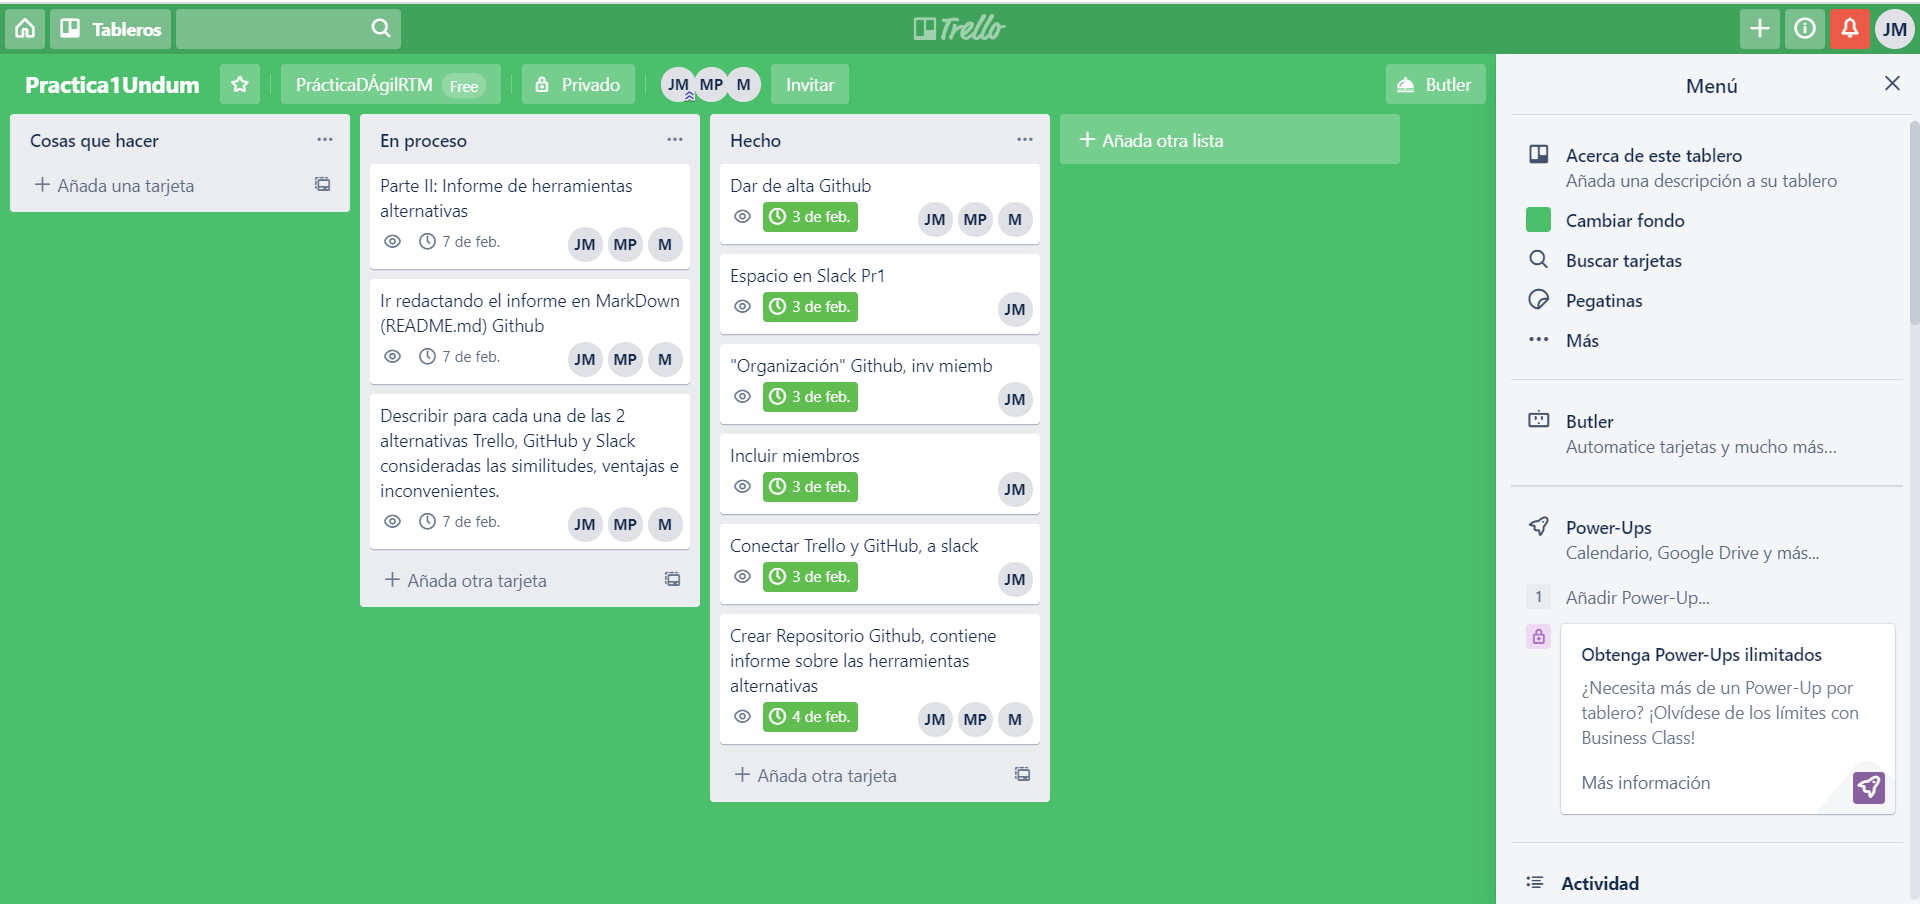 Tableros
Trello
JM
Practica1Undum
PrácticaDÁgilRTM Free
Privado
JM MP M
Invitar
Butler
Cosas que hacer
Añada una tarjeta
En proceso
Parte II: Informe de herramientas
alternativas
7 de feb.
JM MP M
Ir redactando el informe en MarkDown
(README.md) Github
7 de feb.
JM MP M
Describir para cada una de las 2
alternativas Trello, GitHub y Slack
consideradas las similitudes, ventajas e
inconvenientes.
7 de feb.
JM MP M
Añada otra tarjeta
Hecho
Dar de alta Github
3 de feb.
JM MP M
Espacio en Slack Pr1
3 de feb.
JM
"Organización" Github, inv miemb
3 de feb.
JM
Incluir miembros
3 de feb.
JM
Conectar Trello y GitHub, a slack
3 de feb.
JM
Crear Repositorio Github, contiene
informe sobre las herramientas
alternativas
4 de feb.
JM MP M
Añada otra tarjeta
Añada otra lista
Menú
Acerca de este tablero
Añada una descripción a su tablero
Cambiar fondo
Buscar tarjetas
Pegatinas
Más
Butler
Automatice tarjetas y mucho más...
Power-Ups
Calendario, Google Drive y más...
1 Añadir Power-Up...
Obtenga Power-Ups ilimitados
¿Necesita más de un Power-Up por
tablero? ¡Olvídese de los límites con
Business Class!
Más información
Actividad